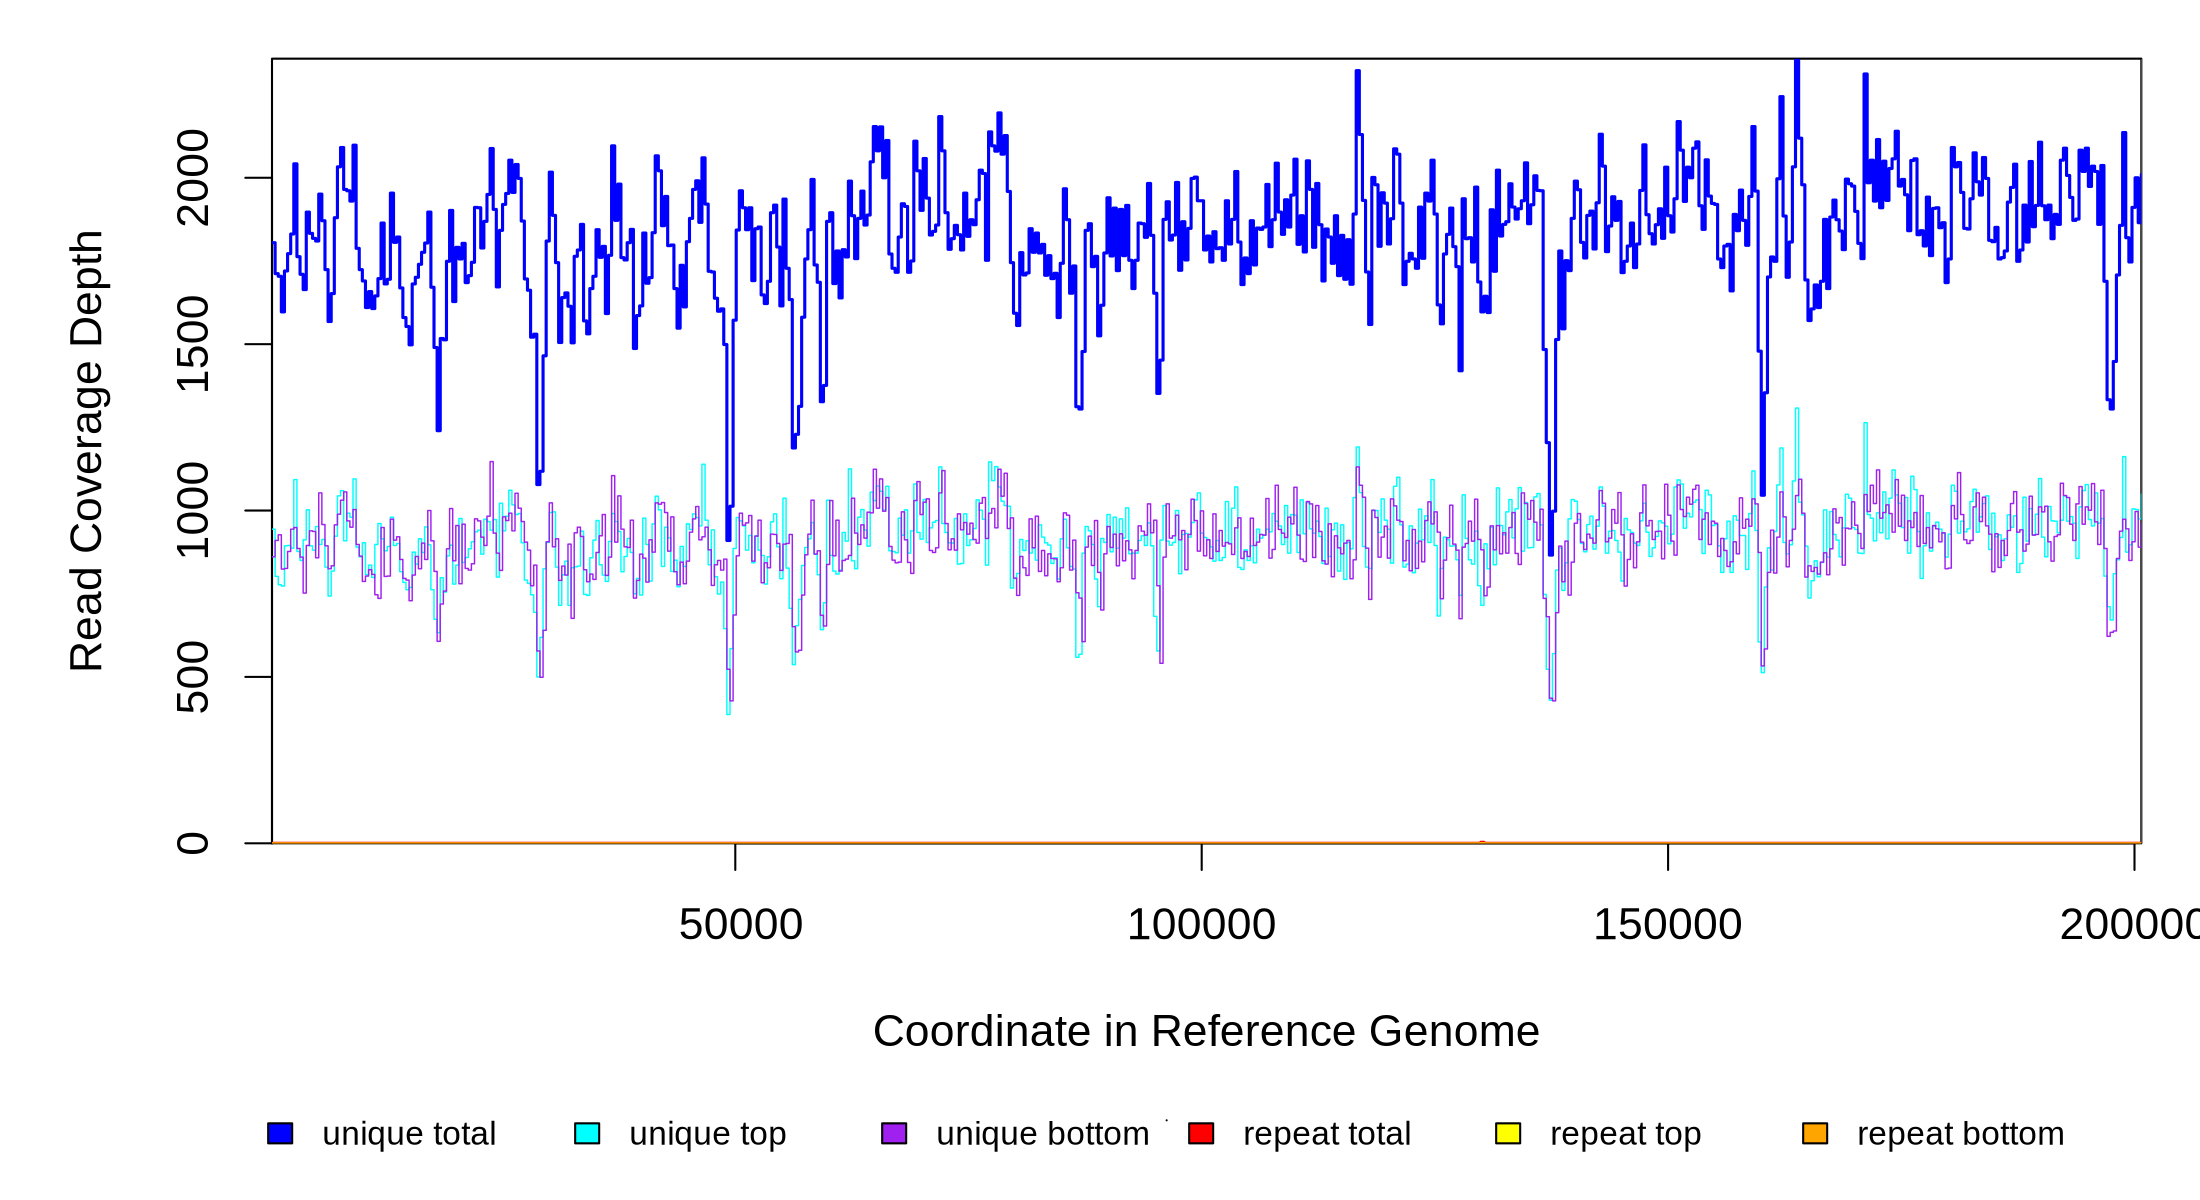 Read Coverage Depth
2000
1500
1000
500
0
50000 100000 150000 200000
Coordinate in Reference Genome
unique total unique top unique bottom repeat total repeat top repeat bottom